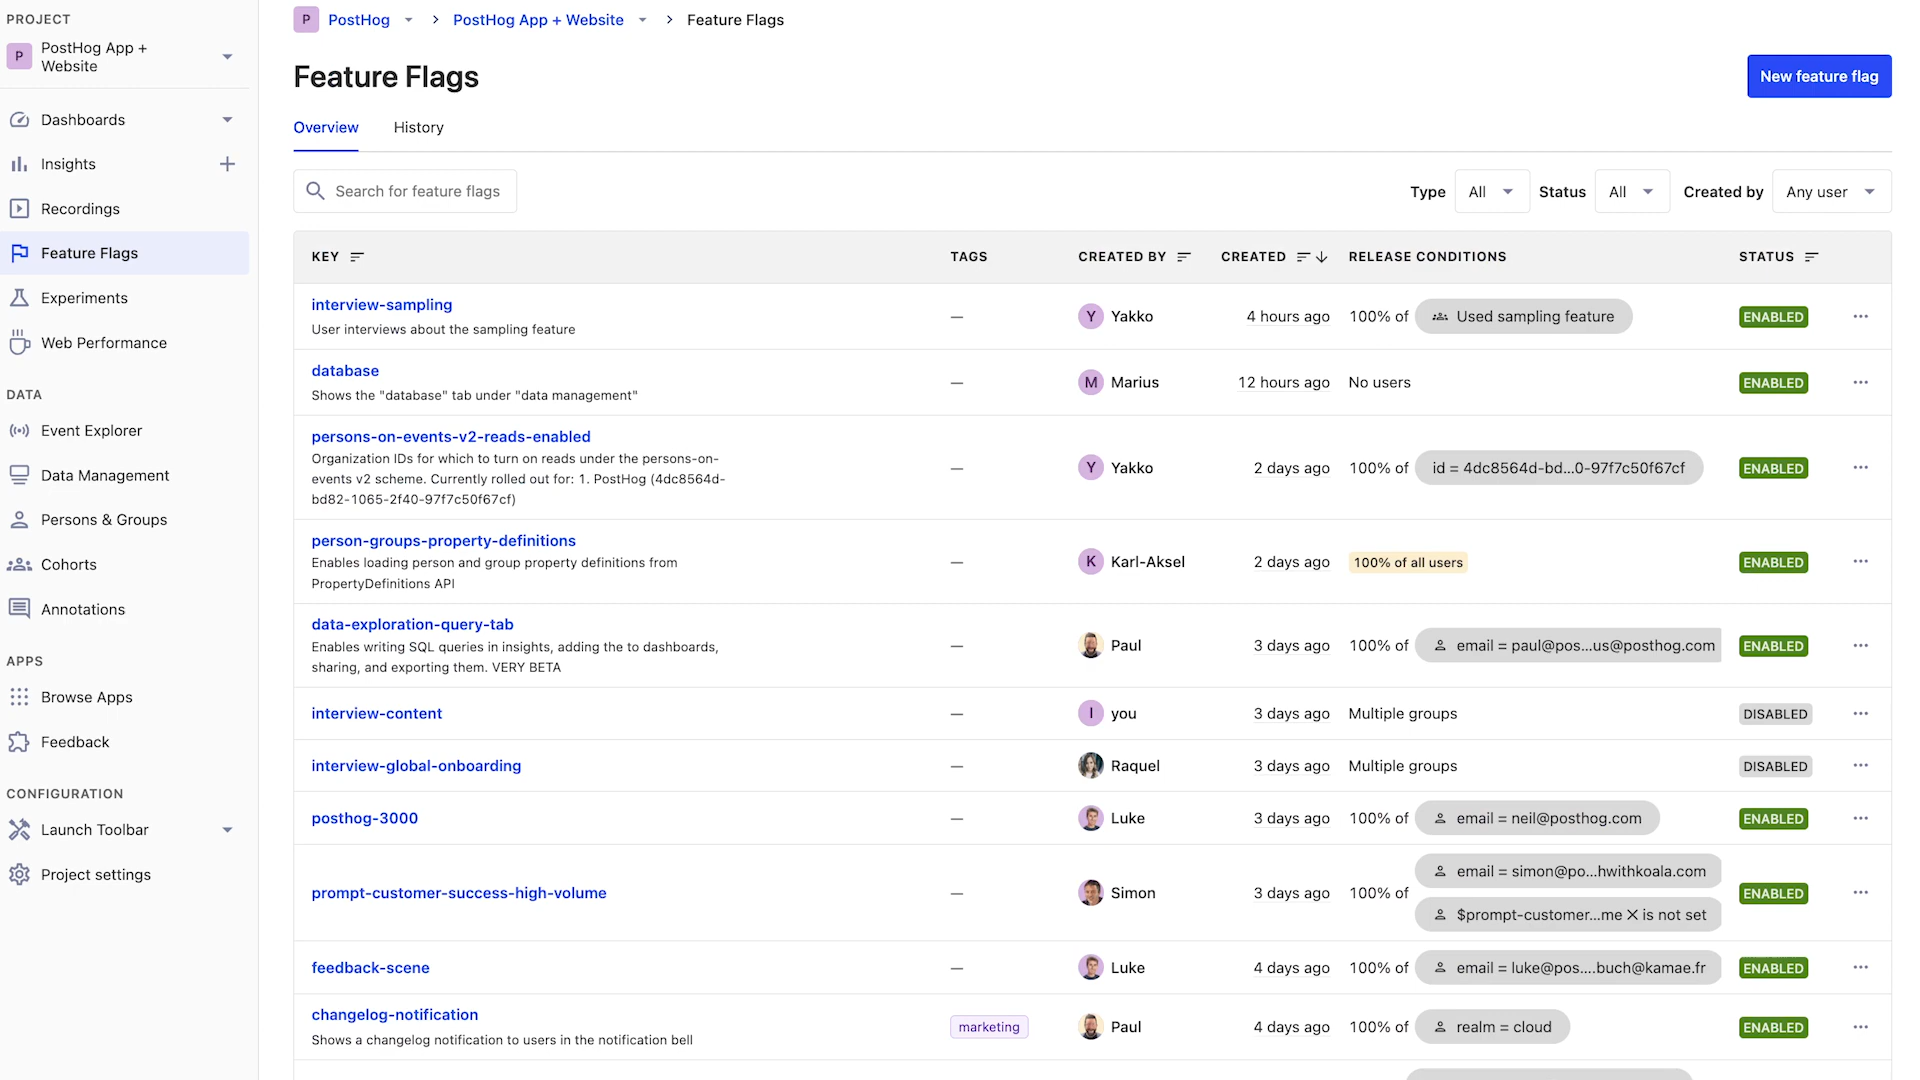 PROJECT
P PostHog App +
Website
Dashboards
Insights
Recordings
Feature Flags
Experiments
Web Performance
DATA
Event Explorer
Data Management
Persons & Groups
Cohorts
Annotations
APPS
Browse Apps
Feedback
CONFIGURATION
Launch Toolbar
Project settings
P PostHog > PostHog App + Website > Feature Flags
Feature Flags
New feature flag
Overview History
Search for feature flags
Type All Status All Created by Any user
KEY TAGS CREATED BY CREATED RELEASE CONDITIONS STATUS
interview-sampling
User interviews about the sampling feature
— Y Yakko 4 hours ago 100% of Used sampling feature ENABLED
database
Shows the "database" tab under "data management"
— M Marius 12 hours ago No users ENABLED
persons-on-events-v2-reads-enabled
Organization IDs for which to turn on reads under the persons-on-
events v2 scheme. Currently rolled out for: 1. PostHog (4dc8564d-
bd82-1065-2f40-97f7c50f67cf)
— Y Yakko 2 days ago 100% of id = 4dc8564d-bd...0-97f7c50f67cf ENABLED
person-groups-property-definitions
Enables loading person and group property definitions from
PropertyDefinitions API
— K Karl-Aksel 2 days ago 100% of all users ENABLED
data-exploration-query-tab
Enables writing SQL queries in insights, adding the to dashboards,
sharing, and exporting them. VERY BETA
— Paul 3 days ago 100% of email = paul@pos...us@posthog.com ENABLED
interview-content — I you 3 days ago Multiple groups DISABLED
interview-global-onboarding — Raquel 3 days ago Multiple groups DISABLED
posthog-3000 — Luke 3 days ago 100% of email = neil@posthog.com ENABLED
prompt-customer-success-high-volume — Simon 3 days ago 100% of email = simon@po...hwithkoala.com ENABLED
$prompt-customer...me ✕ is not set
feedback-scene — Luke 4 days ago 100% of email = luke@pos....buch@kamae.fr ENABLED
changelog-notification
Shows a changelog notification to users in the notification bell
marketing Paul 4 days ago 100% of realm = cloud ENABLED